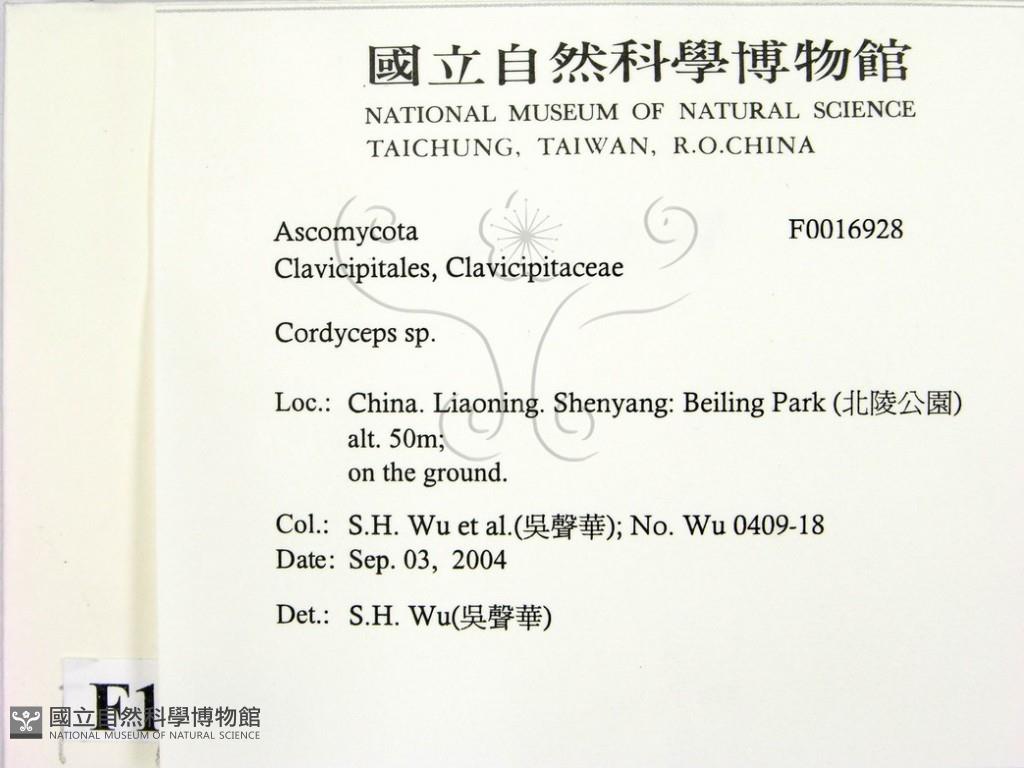 國立自然科學博物館
NATIONAL MUSEUM OF NATURAL SCIENCE
TAICHUNG, TAIWAN, R.O.CHINA
Ascomycota F0016928
Clavicipitales, Clavicipitaceae
Cordyceps sp.
Loc.: China. Liaoning. Shenyang: Beiling Park (北陵公園)
alt. 50m;
on the ground.
Col.: S.H. Wu et al.(吳聲華); No. Wu 0409-18
Date: Sep. 03, 2004
Det.: S.H. Wu(吳聲華)
F1
國立自然科學博物館
NATIONAL MUSEUM OF NATURAL SCIENCE